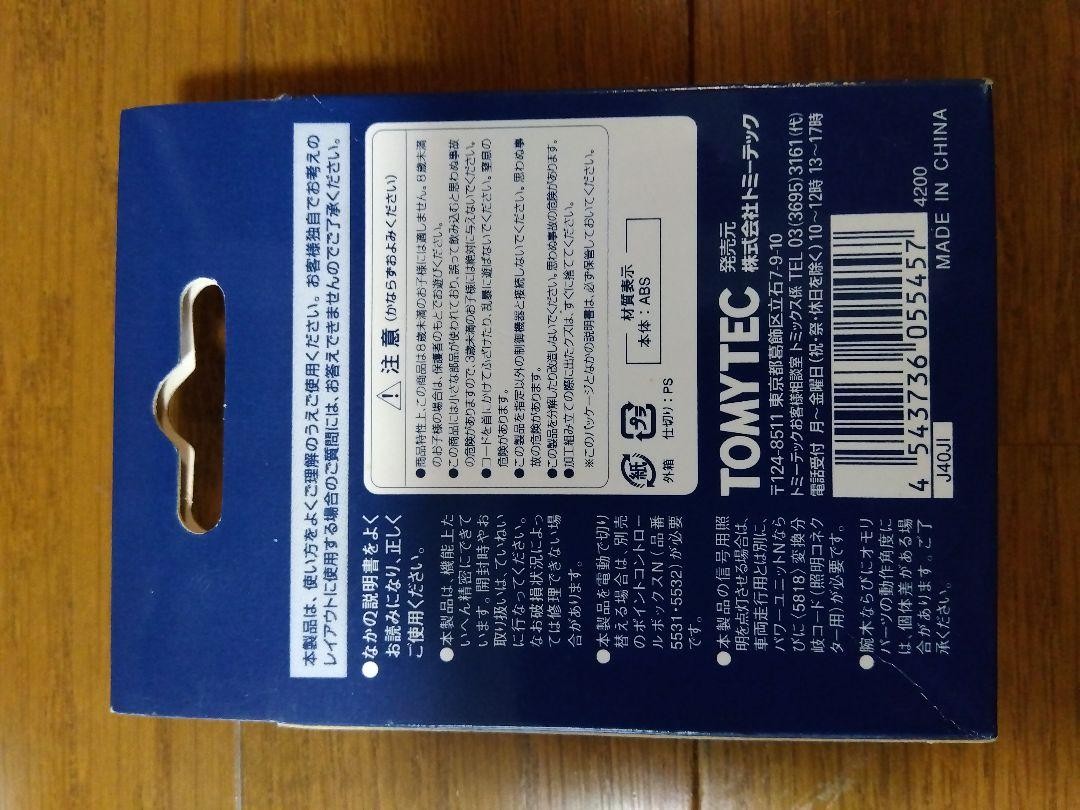 本製品は、使い方をよくご理解のうえご使用ください。お客様独自でお考えの
レイアウトに使用する場合のご質問には、お答えできませんのでご了承ください。
●なかの説明書をよく
お読みになり、正しく
ご使用ください。
●本製品は、機能上た
いへん精密にできて
います。開封時やお
取り扱いは、ていねい
に行なってください。
なお破損状況によっ
ては修理できない場
合があります。
●本製品を電動で切り
替える場合は、別売
のポイントコントロー
ルボックスN(品番
5531・5532)が必要
です。
●本製品の信号用照
明を点灯させる場合は、
車両走行用とは別に、
パワーユニットNなら
びに〈5818〉変換分
岐コード(照明コネク
ター用)が必要です。
●腕木ならびにオモリ
パーツの動作角度に
は、個体差がある場
合があります。ご了
承ください。
⚠ 注 意 (かならずおよみください)
●商品特性上、この商品は8歳未満のお子様には適しません。8歳未満
のお子様の場合は、保護者のもとでお遊びください。
●この商品には小さな部品が使われており、誤って飲み込むと思わぬ事故
の危険がありますので、3歳未満のお子様には絶対に与えないでください。
●コードを首にかけてふざけたり、乱暴に遊ばないでください。窒息の
危険があります。
●この製品を指定以外の制御機器と接続しないでください。思わぬ事
故の危険があります。
●この製品を分解したり改造しないでください。思わぬ事故の危険があります。
●加工組み立ての際に出たクズは、すぐに捨ててください。
※このパッケージとなかの説明書は、必ず保管しておいてください。
紙
外箱
プラ
仕切り:PS
材質表示
本体:ABS
TOMYTEC 発売元
株式会社トミーテック
〒124-8511 東京都葛飾区立石7-9-10
トミーテックお客様相談室 トミックス係 TEL 03(3695)3161(代)
電話受付 月~金曜日(祝・祭・休日を除く) 10~12時 13~17時
4 543736 055457
J40JI
4200
MADE IN CHINA